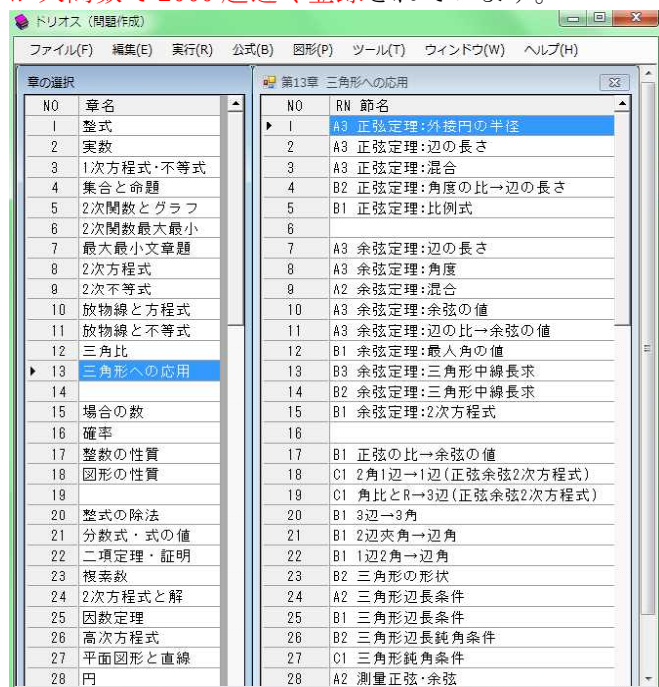 されています。
ドリオス (問題作成)
ファイル(F) 編集(E) 実行(R) 公式(B) 図形(P) ツール(T) ウィンドウ(W) ヘルプ(H)
章の選択
NO 章名
1 整式
2 実数
3 1次方程式・不等式
4 集合と命題
5 2次関数とグラフ
6 2次関数最大最小
7 最大最小文章題
8 2次方程式
9 2次不等式
10 放物線と方程式
11 放物線と不等式
12 三角比
13 三角形への応用
14
15 場合の数
16 確率
17 整数の性質
18 図形の性質
19
20 整式の除法
21 分数式・式の値
22 二項定理・証明
23 複素数
24 2次方程式と解
25 因数定理
26 高次方程式
27 平面図形と直線
28 円
第13章 三角形への応用
NO RN 節名
1 A3 正弦定理:外接円の半径
2 A3 正弦定理:辺の長さ
3 A3 正弦定理:混合
4 B2 正弦定理:角度の比→辺の長さ
5 B1 正弦定理:比例式
6
7 A3 余弦定理:辺の長さ
8 A3 余弦定理:角度
9 A2 余弦定理:混合
10 A3 余弦定理:余弦の値
11 A3 余弦定理:辺の比→余弦の値
12 B1 余弦定理:最大角の値
13 B3 余弦定理:三角形中線長求
14 B2 余弦定理:三角形中線長求
15 B1 余弦定理:2次方程式
16
17 B1 正弦の比→余弦の値
18 C1 2角1辺→1辺(正弦余弦2次方程式)
19 C1 角比とR→3辺(正弦余弦2次方程式)
20 B1 3辺→3角
21 B1 2辺夾角→辺角
22 B1 1辺2角→辺角
23 B2 三角形の形状
24 A2 三角形辺長条件
25 B1 三角形辺長条件
26 B2 三角形辺長鈍角条件
27 C1 三角形鈍角条件
28 A2 測量正弦・余弦